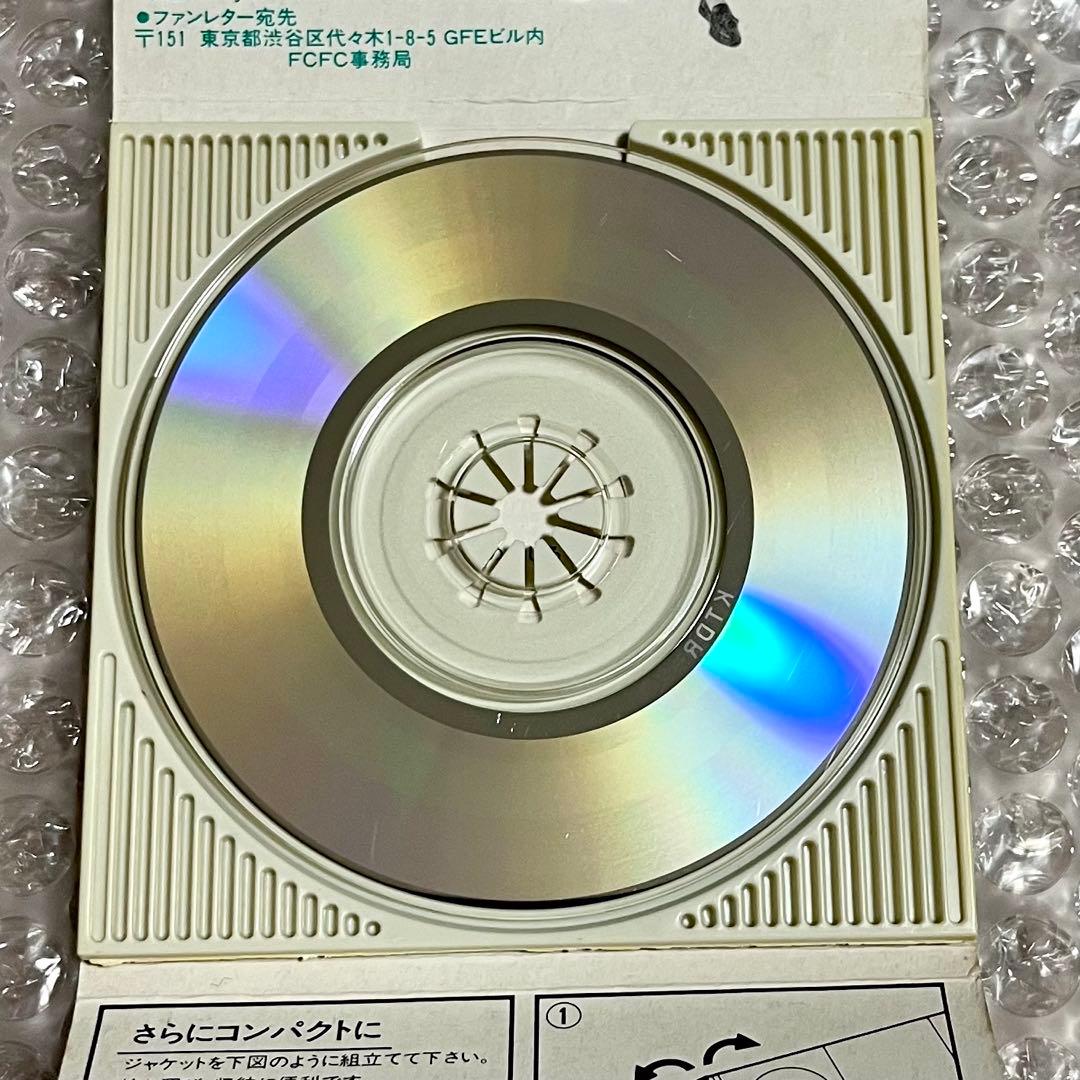 ●ファンレター宛先
〒151 東京都渋谷区代々木1-8-5 GFEビル内
FCFC事務局
KTDR
さらにコンパクトに
ジャケットを下図のように組立てて下さい。
①